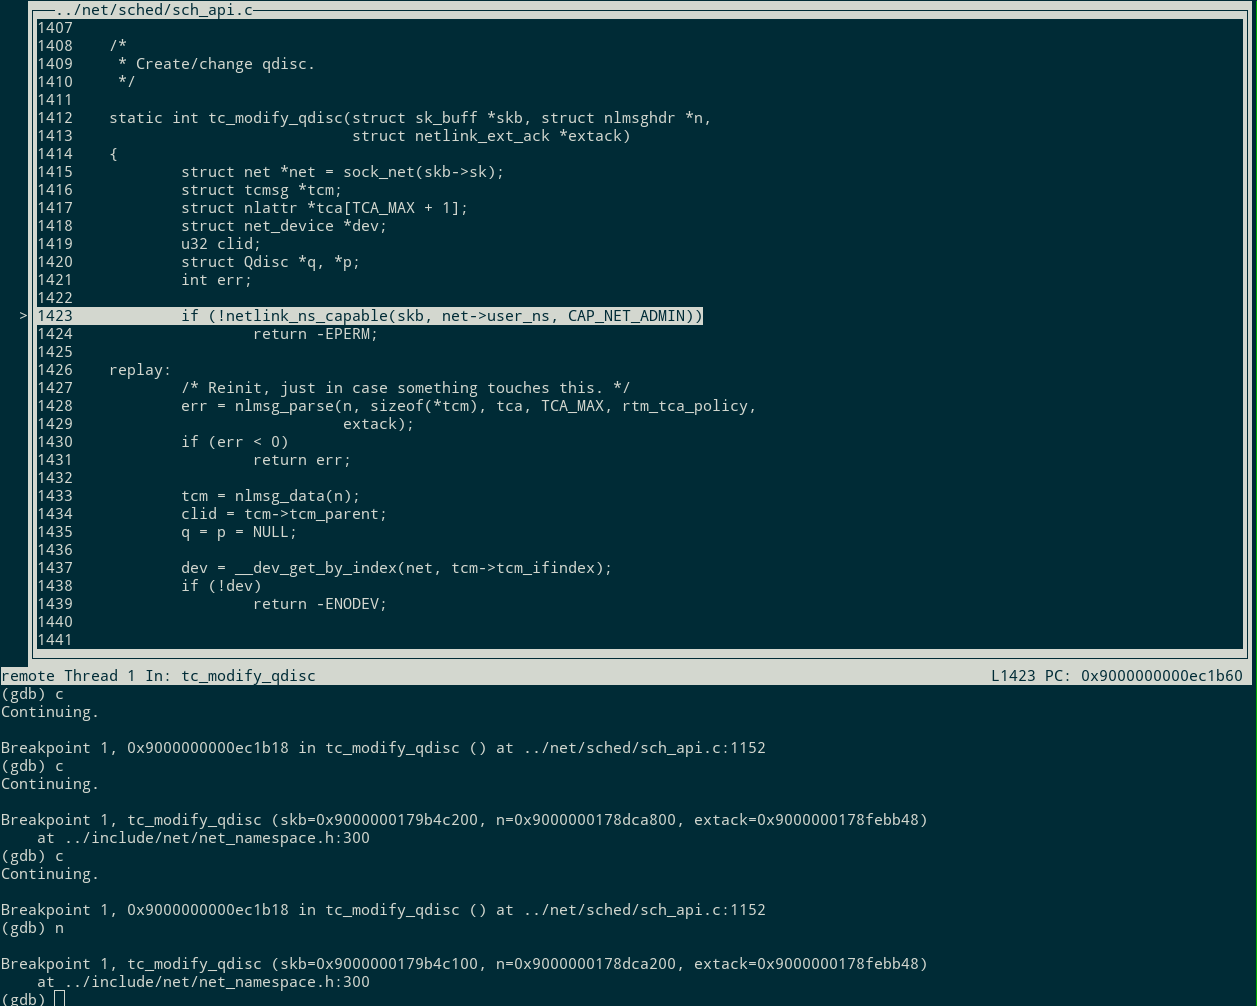 ../net/sched/sch_api.c
1407
1408    /*
1409     * Create/change qdisc.
1410     */
1411
1412    static int tc_modify_qdisc(struct sk_buff *skb, struct nlmsghdr *n,
1413                               struct netlink_ext_ack *extack)
1414    {
1415            struct net *net = sock_net(skb->sk);
1416            struct tcmsg *tcm;
1417            struct nlattr *tca[TCA_MAX + 1];
1418            struct net_device *dev;
1419            u32 clid;
1420            struct Qdisc *q, *p;
1421            int err;
1422
> 1423            if (!netlink_ns_capable(skb, net->user_ns, CAP_NET_ADMIN))
1424                    return -EPERM;
1425
1426    replay:
1427            /* Reinit, just in case something touches this. */
1428            err = nlmsg_parse(n, sizeof(*tcm), tca, TCA_MAX, rtm_tca_policy,
1429                              extack);
1430            if (err < 0)
1431                    return err;
1432
1433            tcm = nlmsg_data(n);
1434            clid = tcm->tcm_parent;
1435            q = p = NULL;
1436
1437            dev = __dev_get_by_index(net, tcm->tcm_ifindex);
1438            if (!dev)
1439                    return -ENODEV;
1440
1441
remote Thread 1 In: tc_modify_qdisc L1423 PC: 0x9000000000ec1b60
(gdb) c
Continuing.
Breakpoint 1, 0x9000000000ec1b18 in tc_modify_qdisc () at ../net/sched/sch_api.c:1152
(gdb) c
Continuing.
Breakpoint 1, tc_modify_qdisc (skb=0x9000000179b4c200, n=0x9000000178dca800, extack=0x9000000178febb48)
    at ../include/net/net_namespace.h:300
(gdb) c
Continuing.
Breakpoint 1, 0x9000000000ec1b18 in tc_modify_qdisc () at ../net/sched/sch_api.c:1152
(gdb) n
Breakpoint 1, tc_modify_qdisc (skb=0x9000000179b4c100, n=0x9000000178dca200, extack=0x9000000178febb48)
    at ../include/net/net_namespace.h:300
(gdb)